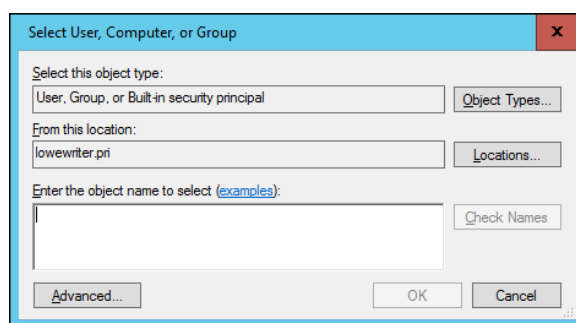 Select User, Computer, or Group
x
Select this object type:
User, Group, or Built-in security principal
Object Types...
From this location:
lowewriter.pri
Locations...
Enter the object name to select (examples):
Check Names
Advanced...
OK
Cancel